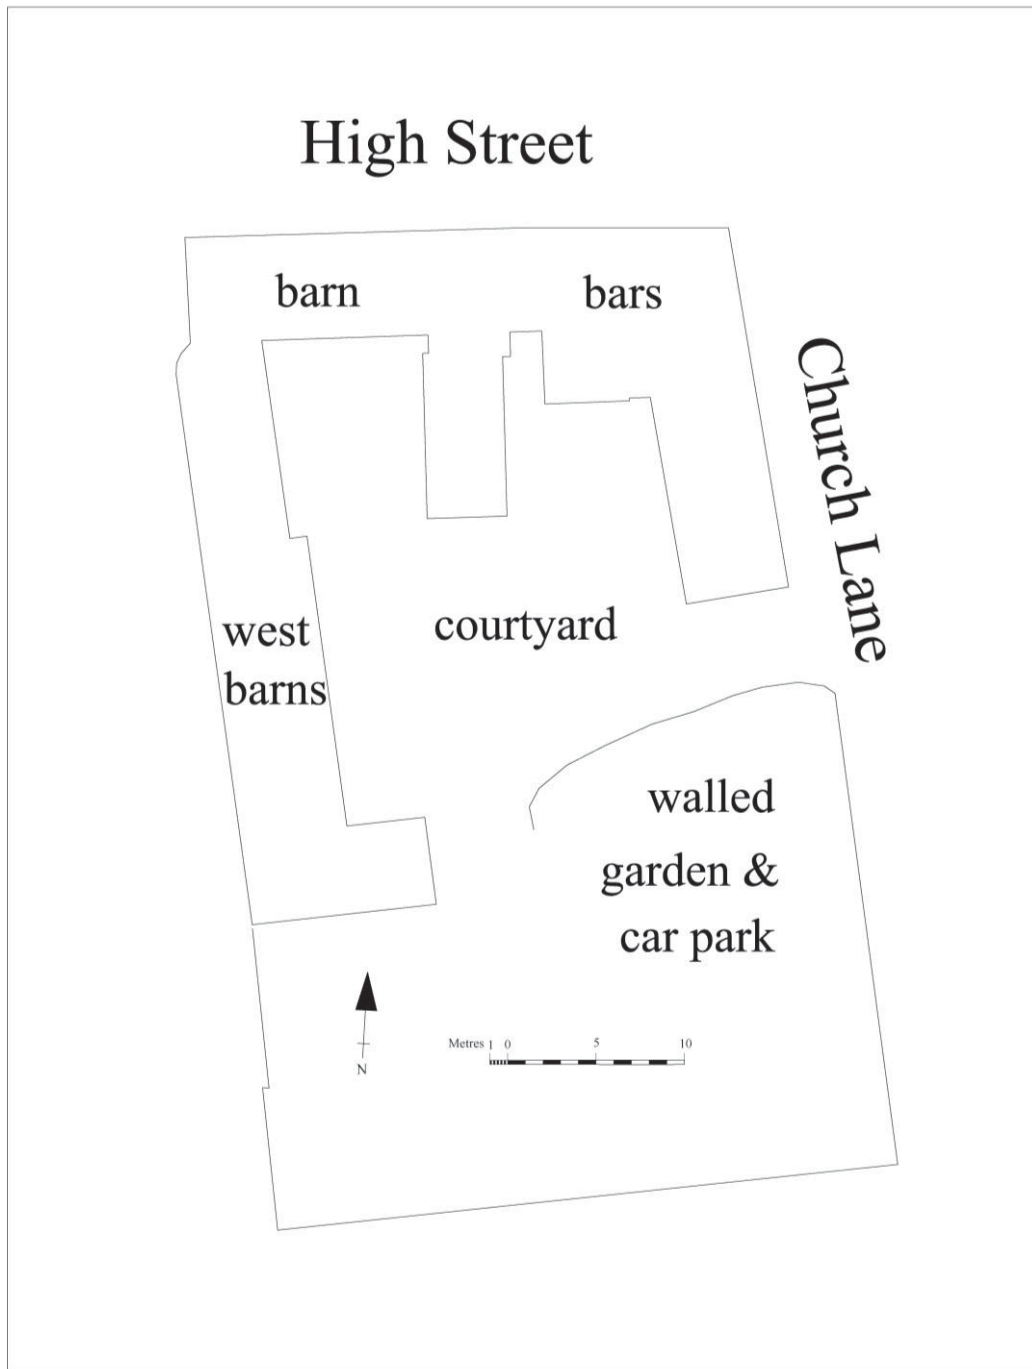 High Street
barn
bars
Church Lane
west
barns
courtyard
walled
garden &
car park
Metres 1 0 5 10
N